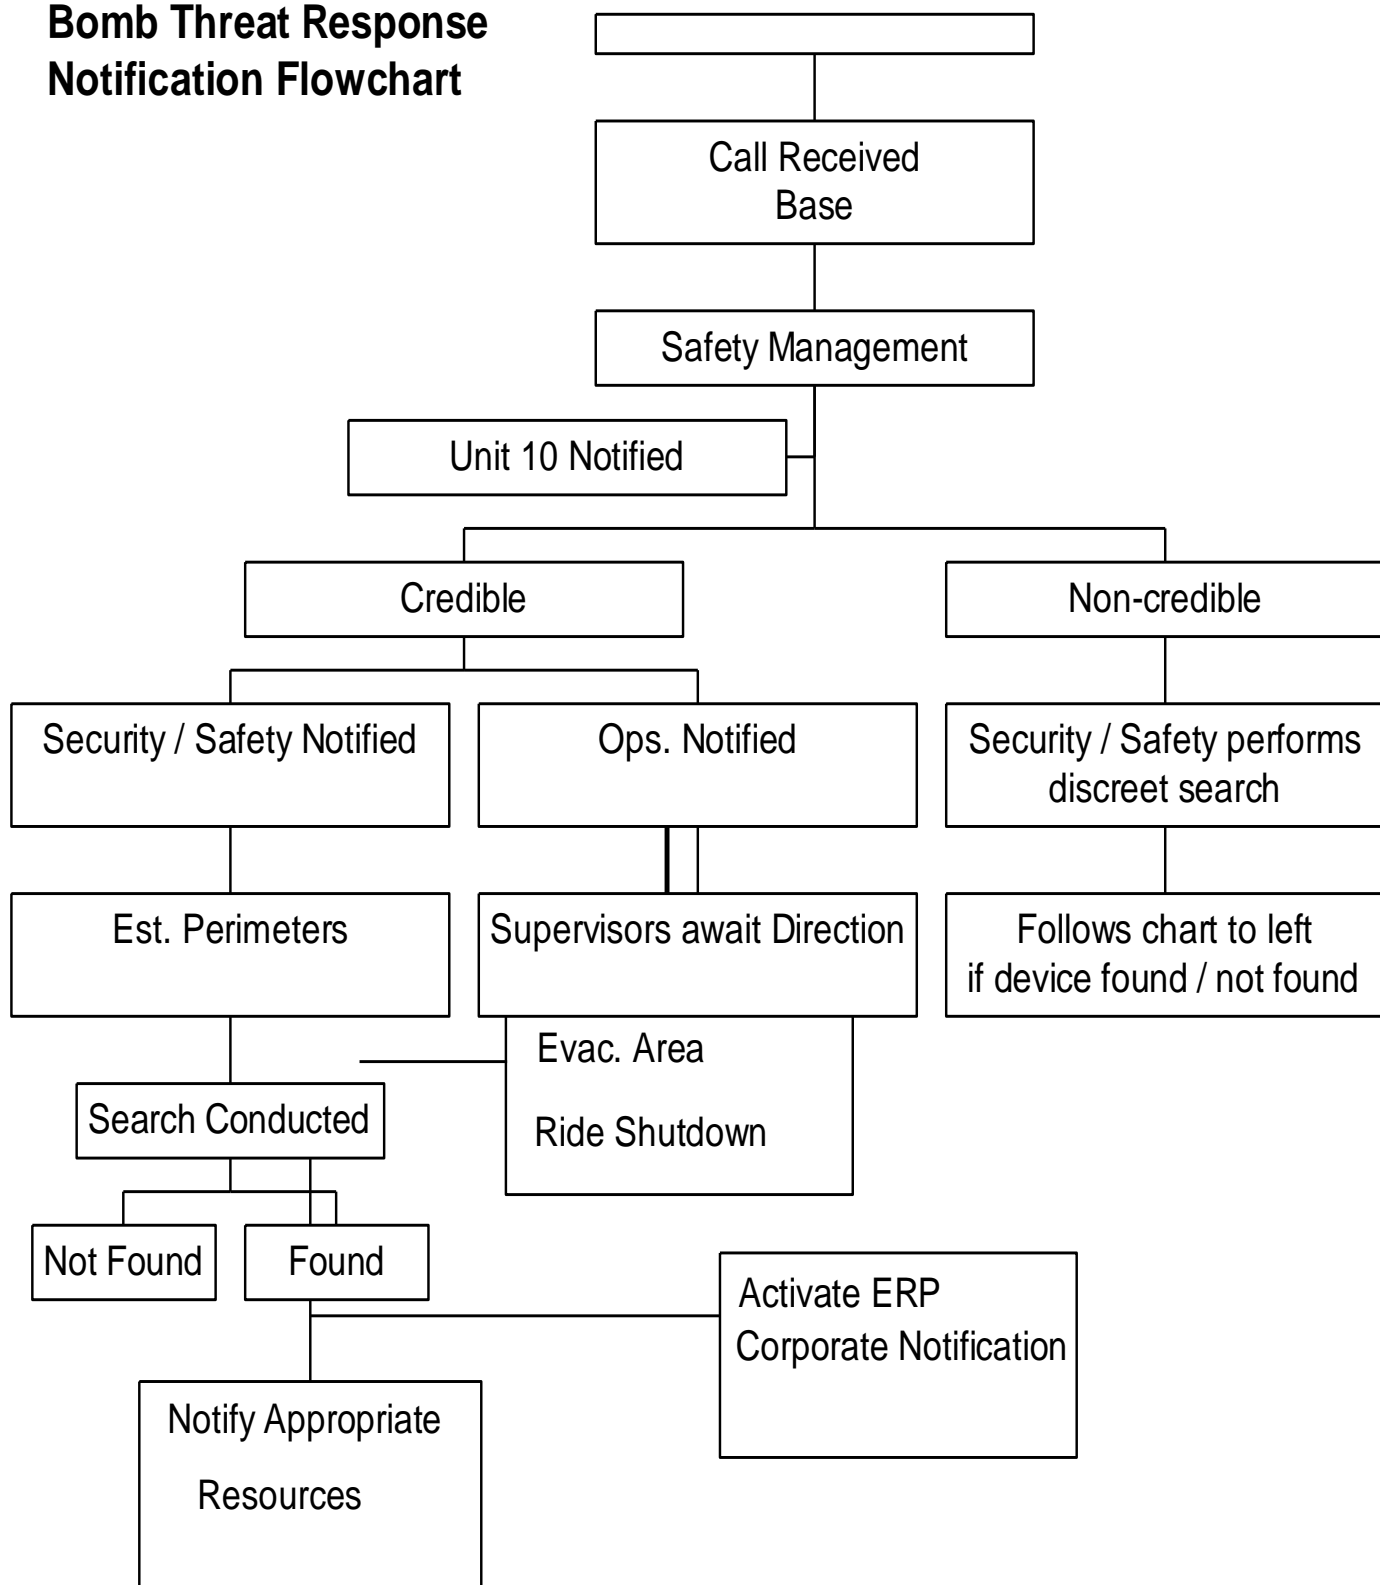 Bomb Threat Response
Notification Flowchart
Call Received
Base
Safety Management
Unit 10 Notified
Credible
Non-credible
Security / Safety Notified
Ops. Notified
Security / Safety performs
discreet search
Est. Perimeters
Supervisors await Direction
Follows chart to left
if device found / not found
Evac. Area
Ride Shutdown
Search Conducted
Not Found
Found
Activate ERP
Corporate Notification
Notify Appropriate
Resources